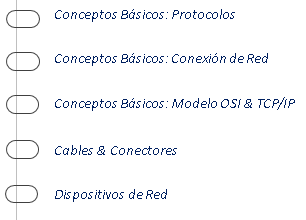 Conceptos Básicos: Protocolos
Conceptos Básicos: Conexión de Red
Conceptos Básicos: Modelo OSI & TCP/IP
Cables & Conectores
Dispositivos de Red